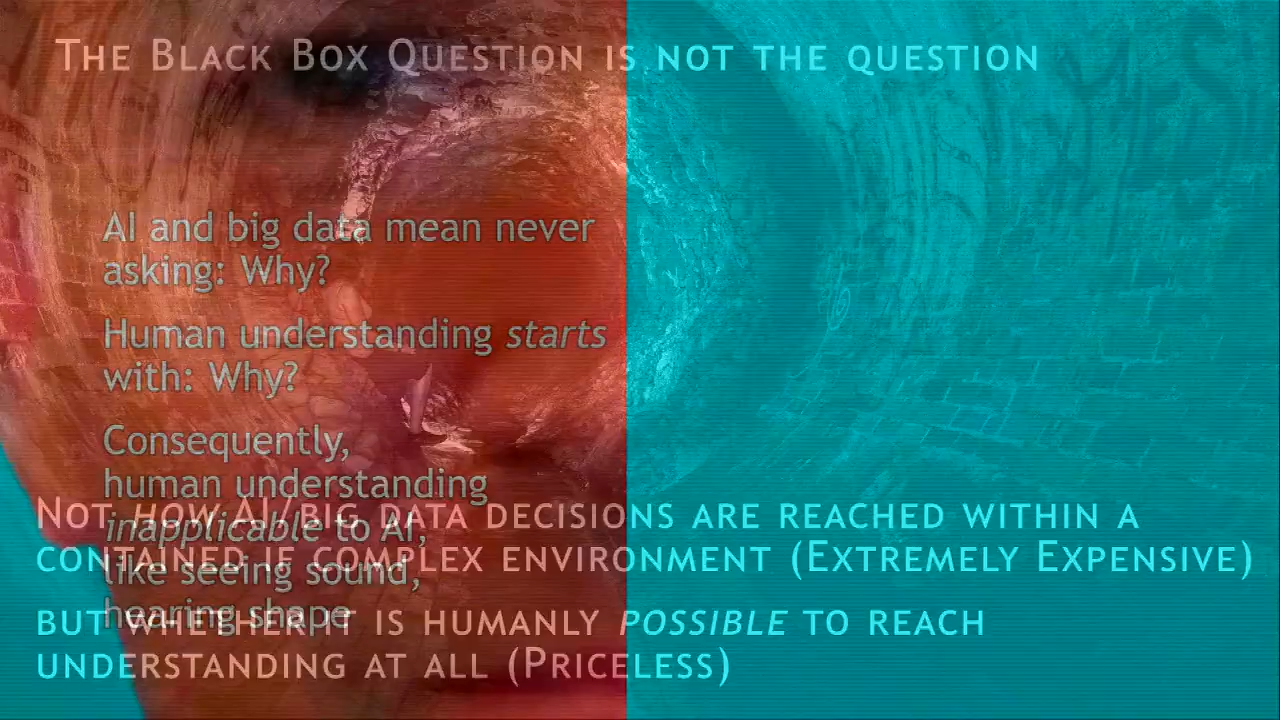 The Black Box Question is not the question
AI and big data mean never
asking: Why?
Human understanding starts
with: Why?
Consequently,
human understanding
inapplicable to AI,
like seeing sound,
hearing shape
Not how AI/big data decisions are reached within a
contained if complex environment (Extremely Expensive)
but whether it is humanly possible to reach
understanding at all (Priceless)